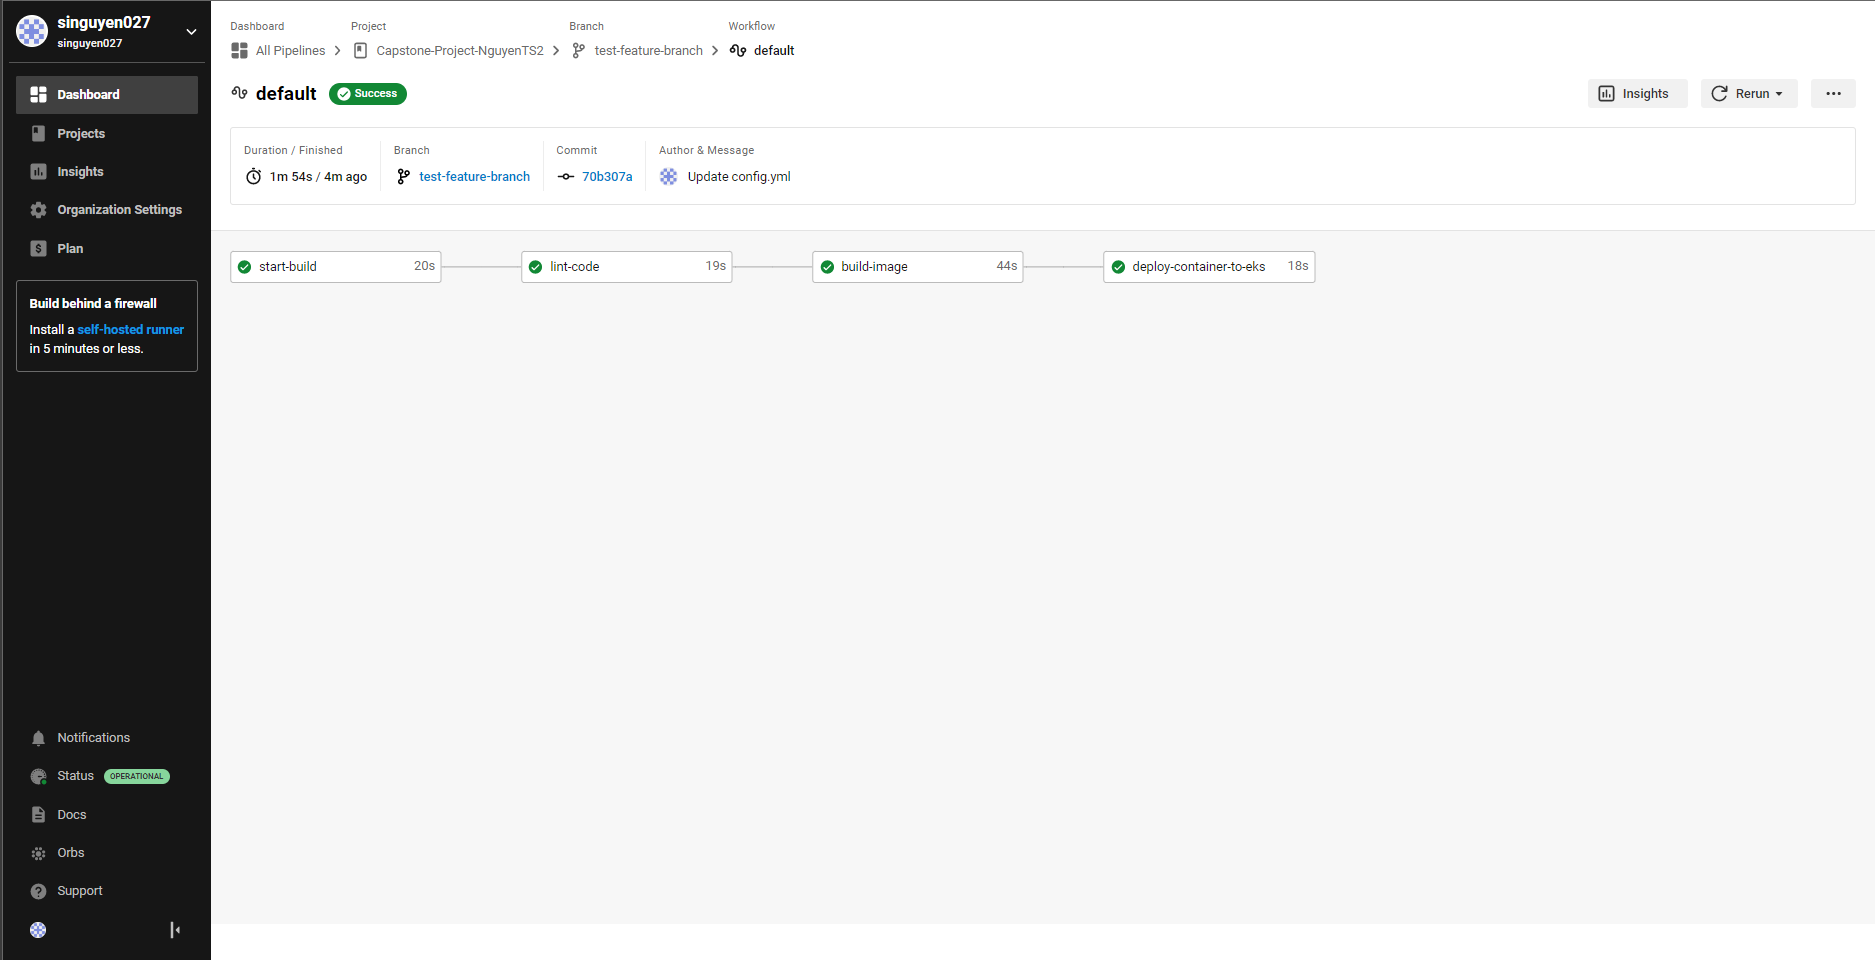 singuyen027
singuyen027
Dashboard
Projects
Insights
Organization Settings
Plan
Build behind a firewall
Install a self-hosted runner
in 5 minutes or less.
Notifications
Status OPERATIONAL
Docs
Orbs
Support
Dashboard Project Branch Workflow
All Pipelines Capstone-Project-NguyenTS2 test-feature-branch default
default Success
Insights Rerun
Duration / Finished Branch Commit Author & Message
1m 54s / 4m ago test-feature-branch 70b307a Update config.yml
start-build 20s lint-code 19s build-image 44s deploy-container-to-eks 18s